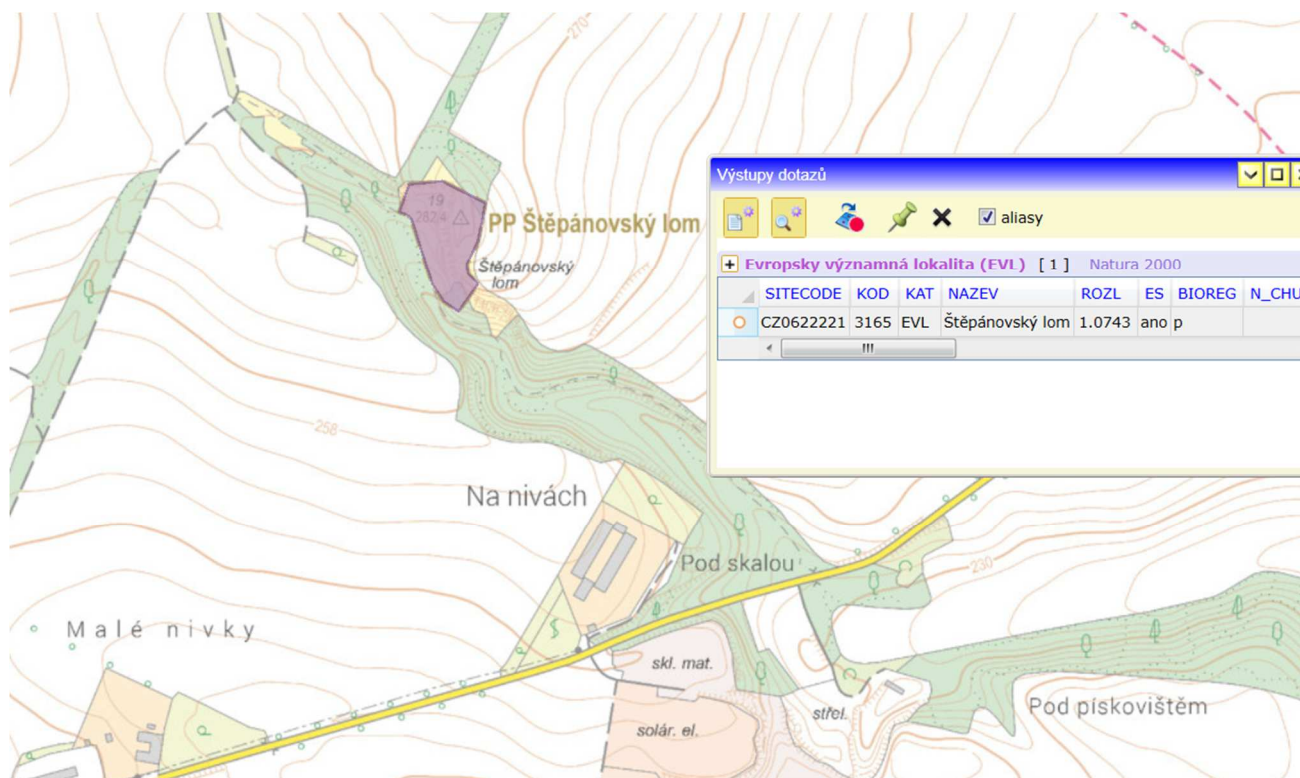 270
19
282,4
PP Štěpánovský lom
Štěpánovský
lom
258
Na nivách
Pod skalou
230
Malé nivky
skl. mat.
střel.
solár. el.
Pod pískovištěm
Výstupy dotazů
aliasy
Evropsky významná lokalita (EVL) [ 1 ] Natura 2000
SITECODE KOD KAT NAZEV ROZL ES BIOREG N_CHU
CZ0622221 3165 EVL Štěpánovský lom 1.0743 ano p